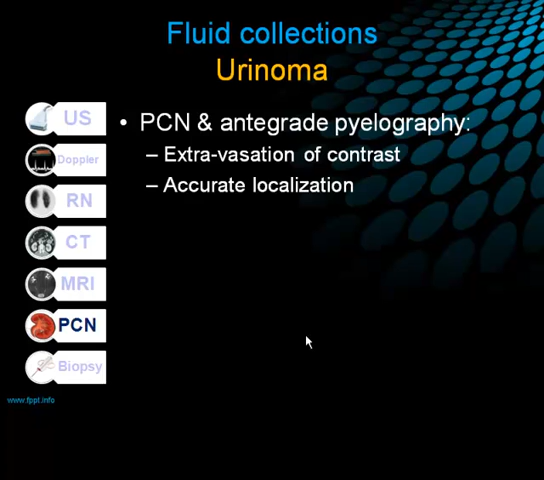 Fluid collections
Urinoma
US
Doppler
RN
CT
MRI
PCN
Biopsy
• PCN & antegrade pyelography:
– Extra-vasation of contrast
– Accurate localization
www.fppt.info